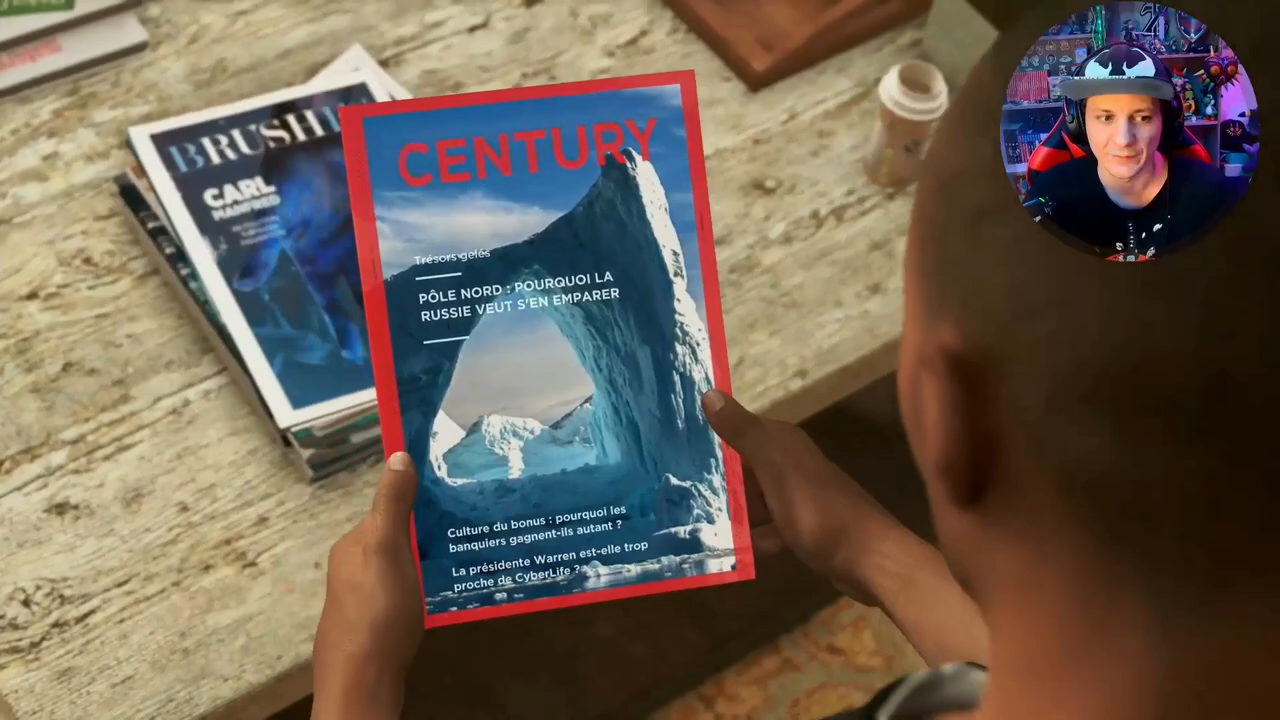 BRUSH
CARL
MANFRED
CENTURY
Trésors gelés
PÔLE NORD : POURQUOI LA
RUSSIE VEUT S'EN EMPARER
Culture du bonus : pourquoi les
banquiers gagnent-ils autant ?
La présidente Warren est-elle trop
proche de CyberLife ?